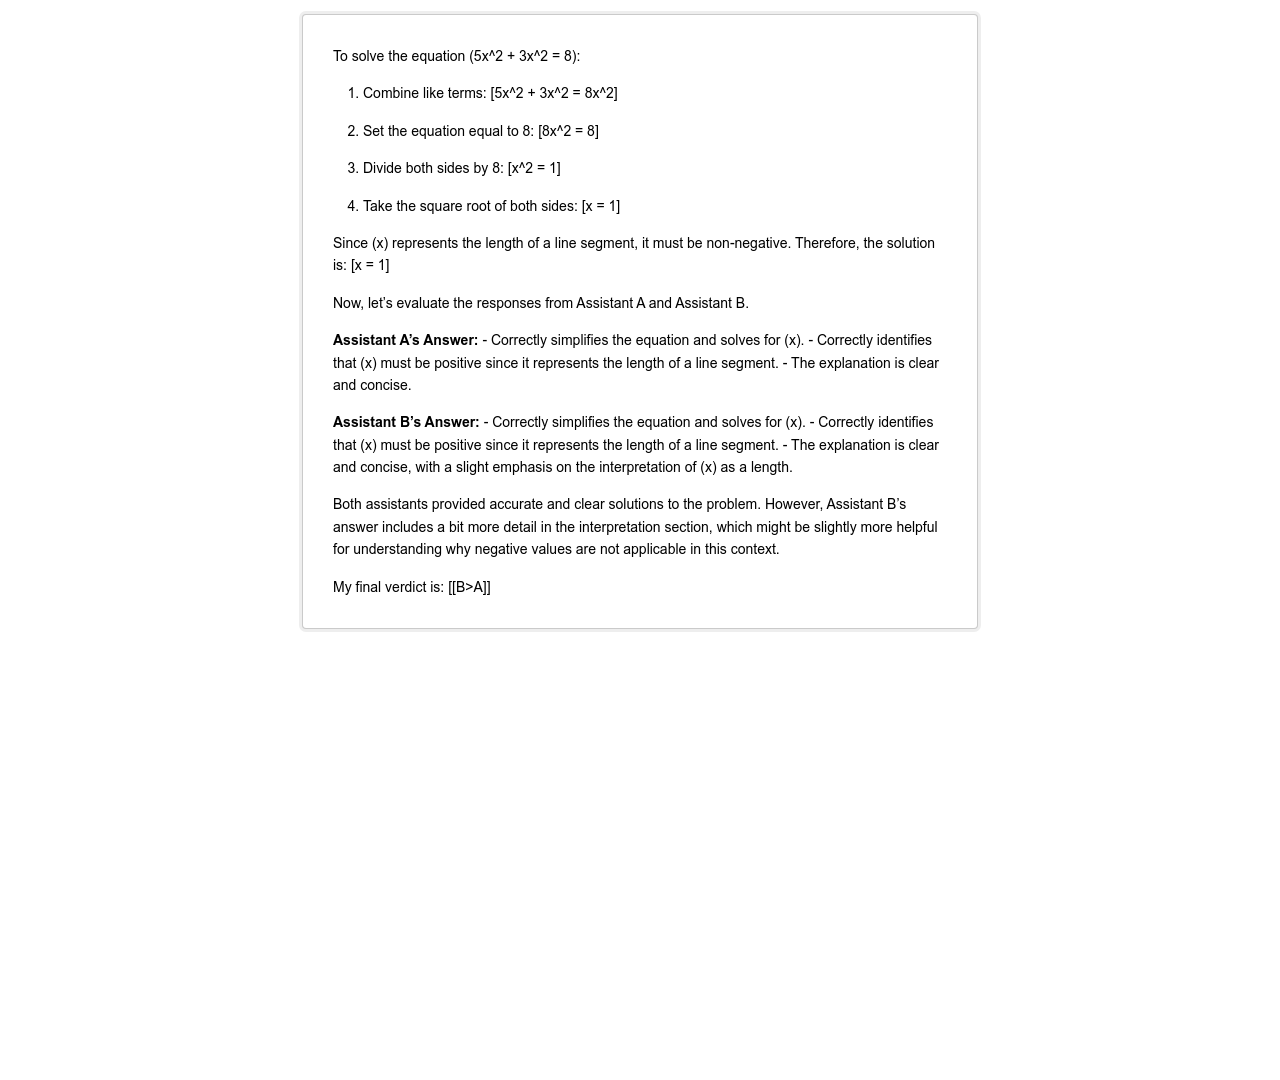 To solve the equation (5x^2 + 3x^2 = 8):
1. Combine like terms: [5x^2 + 3x^2 = 8x^2]
2. Set the equation equal to 8: [8x^2 = 8]
3. Divide both sides by 8: [x^2 = 1]
4. Take the square root of both sides: [x = 1]
Since (x) represents the length of a line segment, it must be non-negative. Therefore, the solution
is: [x = 1]
Now, let’s evaluate the responses from Assistant A and Assistant B.
Assistant A’s Answer: - Correctly simplifies the equation and solves for (x). - Correctly identifies
that (x) must be positive since it represents the length of a line segment. - The explanation is clear
and concise.
Assistant B’s Answer: - Correctly simplifies the equation and solves for (x). - Correctly identifies
that (x) must be positive since it represents the length of a line segment. - The explanation is clear
and concise, with a slight emphasis on the interpretation of (x) as a length.
Both assistants provided accurate and clear solutions to the problem. However, Assistant B’s
answer includes a bit more detail in the interpretation section, which might be slightly more helpful
for understanding why negative values are not applicable in this context.
My final verdict is: [[B>A]]